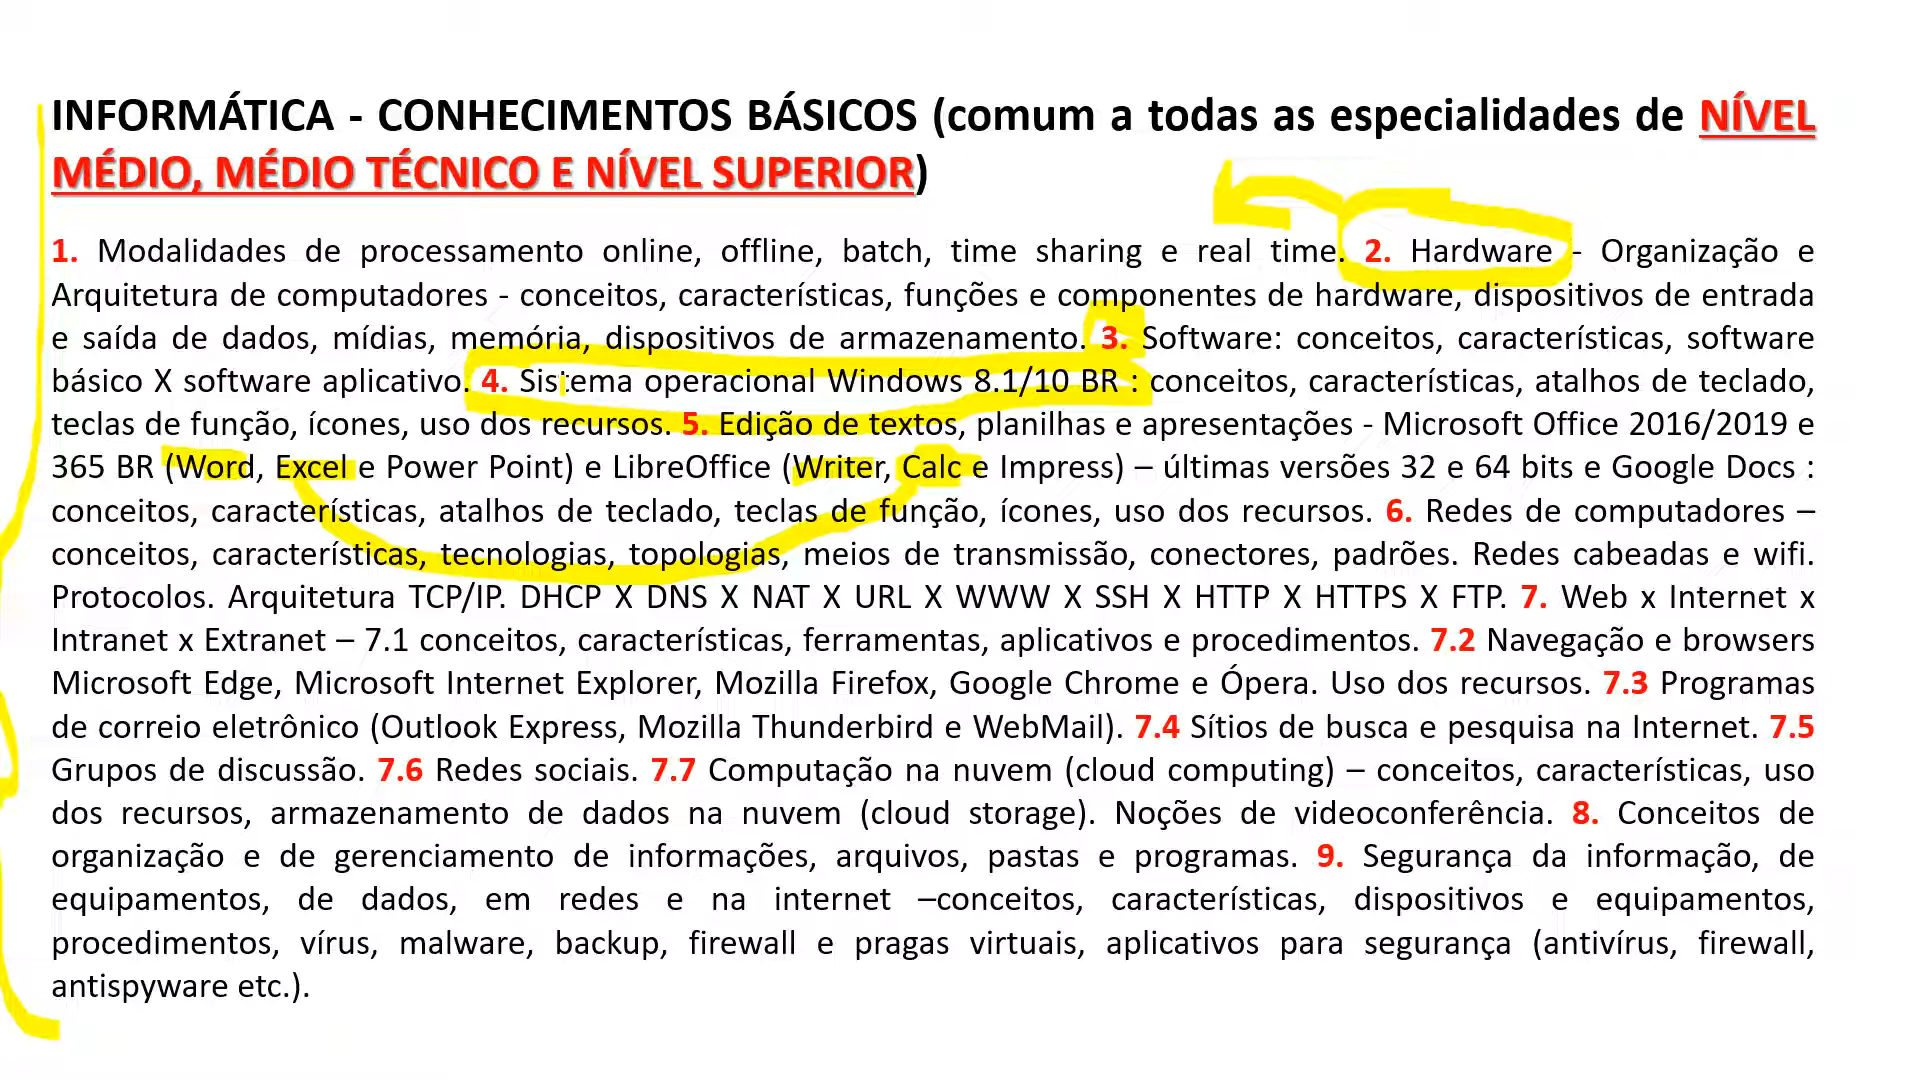 INFORMÁTICA - CONHECIMENTOS BÁSICOS (comum a todas as especialidades de NÍVEL
MÉDIO, MÉDIO TÉCNICO E NÍVEL SUPERIOR)
1. Modalidades de processamento online, offline, batch, time sharing e real time. 2. Hardware - Organização e
Arquitetura de computadores - conceitos, características, funções e componentes de hardware, dispositivos de entrada
e saída de dados, mídias, memória, dispositivos de armazenamento. 3. Software: conceitos, características, software
básico X software aplicativo. 4. Sistema operacional Windows 8.1/10 BR : conceitos, características, atalhos de teclado,
teclas de função, ícones, uso dos recursos. 5. Edição de textos, planilhas e apresentações - Microsoft Office 2016/2019 e
365 BR (Word, Excel e Power Point) e LibreOffice (Writer, Calc e Impress) – últimas versões 32 e 64 bits e Google Docs :
conceitos, características, atalhos de teclado, teclas de função, ícones, uso dos recursos. 6. Redes de computadores –
conceitos, características, tecnologias, topologias, meios de transmissão, conectores, padrões. Redes cabeadas e wifi.
Protocolos. Arquitetura TCP/IP. DHCP X DNS X NAT X URL X WWW X SSH X HTTP X HTTPS X FTP. 7. Web x Internet x
Intranet x Extranet – 7.1 conceitos, características, ferramentas, aplicativos e procedimentos. 7.2 Navegação e browsers
Microsoft Edge, Microsoft Internet Explorer, Mozilla Firefox, Google Chrome e Ópera. Uso dos recursos. 7.3 Programas
de correio eletrônico (Outlook Express, Mozilla Thunderbird e WebMail). 7.4 Sítios de busca e pesquisa na Internet. 7.5
Grupos de discussão. 7.6 Redes sociais. 7.7 Computação na nuvem (cloud computing) – conceitos, características, uso
dos recursos, armazenamento de dados na nuvem (cloud storage). Noções de videoconferência. 8. Conceitos de
organização e de gerenciamento de informações, arquivos, pastas e programas. 9. Segurança da informação, de
equipamentos, de dados, em redes e na internet –conceitos, características, dispositivos e equipamentos,
procedimentos, vírus, malware, backup, firewall e pragas virtuais, aplicativos para segurança (antivírus, firewall,
antispyware etc.).